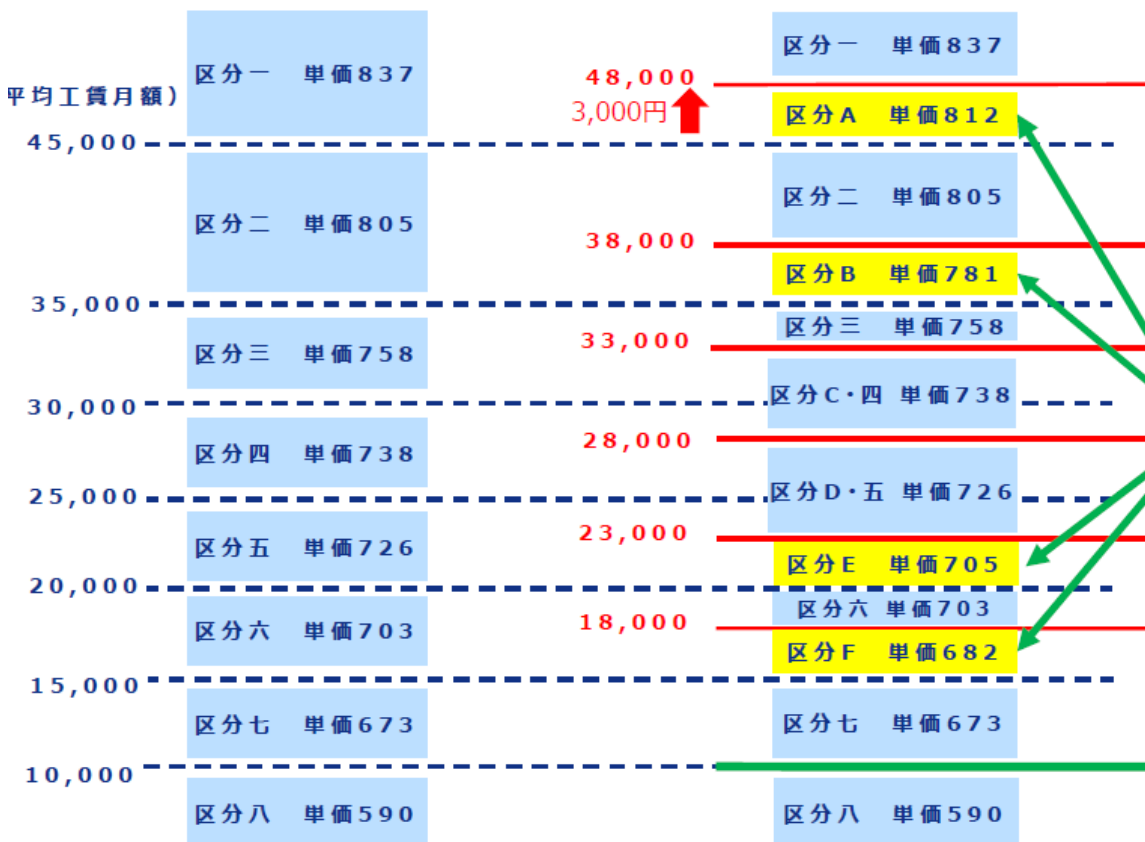 区分一 単価837
平均工賃月額)
45,000
区分二 単価805
35,000
区分三 単価758
30,000
区分四 単価738
25,000
区分五 単価726
20,000
区分六 単価703
15,000
区分七 単価673
10,000
区分八 単価590
48,000
3,000円
38,000
33,000
28,000
23,000
18,000
区分一 単価837
区分A 単価812
区分二 単価805
区分B 単価781
区分三 単価758
区分C・四 単価738
区分D・五 単価726
区分E 単価705
区分六 単価703
区分F 単価682
区分七 単価673
区分八 単価590